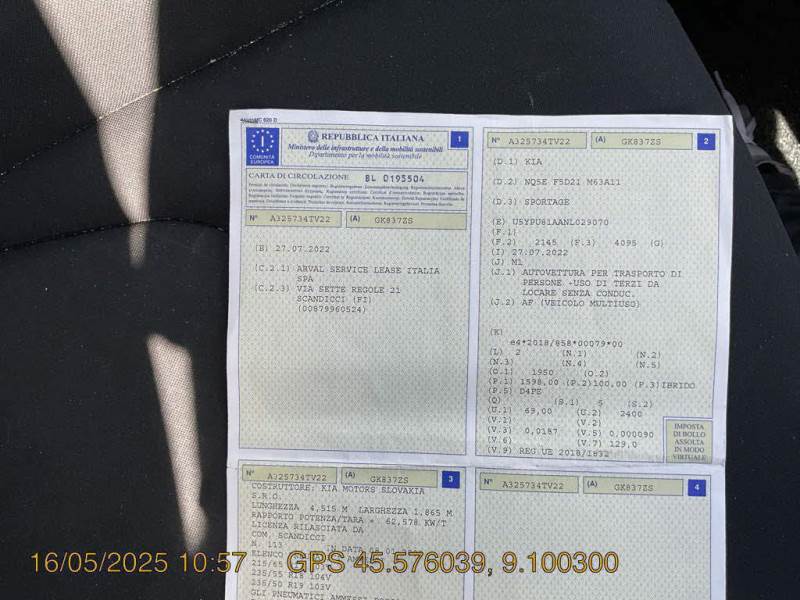 COMUNITÀ
EUROPEA
REPUBBLICA ITALIANA
1
Ministero delle infrastrutture e della mobilità sostenibili
Dipartimento per la mobilità sostenibile
CARTA DI CIRCOLAZIONE BL 0195504
N° A325734TV22 (A) GK837ZS
(B) 27.07.2022
(C.2.1) ARVAL SERVICE LEASE ITALIA
SPA
(C.2.3) VIA SETTE REGOLE 21
SCANDICCI (FI)
(00879960524)
N° A325734TV22 (A) GK837ZS 2
(D.1) KIA
(D.2) NQ5E F5D21 M63A11
(D.3) SPORTAGE
(E) U5YPU81AANL029070
(F.1)
(F.2) 2145 (F.3) 4095 (G)
(I) 27.07.2022
(J) M1
(J.1) AUTOVETTURA PER TRASPORTO DI
PERSONE -USO DI TERZI DA
LOCARE SENZA CONDUC.
(J.2) AF (VEICOLO MULTIUSO)
(K)
e4*2018/858*00079*00
(L) 2 (N.1) (N.2)
(N.3) (N.4) (N.5)
(O.1) 1950 (O.2)
(P.1) 1598,00 (P.2)100,00 (P.3)IBRIDO
(P.5) D4FE
(Q) (S.1) 5 (S.2)
(U.1) 69,00 (U.2) 2400
(V.1) (V.2)
(V.3) 0,0187 (V.5) 0,000090
(V.6) (V.7) 129,0
(V.9) REG UE 2018/1832
IMPOSTA
DI BOLLO
ASSOLTA
IN MODO
VIRTUALE
N° A325734TV22 (A) GK837ZS 3
COSTRUTTORE: KIA MOTORS SLOVAKIA
S.R.O.
LUNGHEZZA 4,515 M LARGHEZZA 1,865 M
RAPPORTO POTENZA/TARA = 62,578 KW/T
LICENZA RILASCIATA DA
COM. SCANDICCI
N. 113 IN DATA
ELENCO
235/55 R18 104V
235/50 R19 103V
GLI PNEUMATICI
N° A325734TV22 (A) GK837ZS 4
16/05/2025 10:57 GPS 45.576039, 9.100300